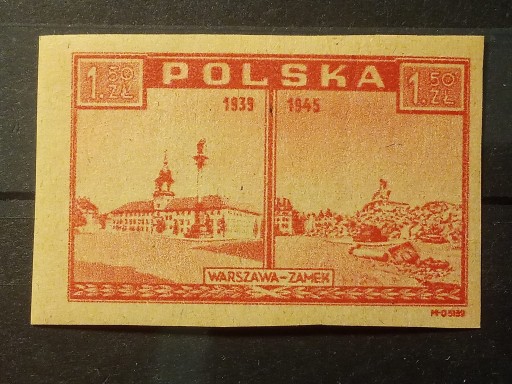 1.50 ZŁ POLSKA 1.50 ZŁ
1939 1945
WARSZAWA-ZAMEK